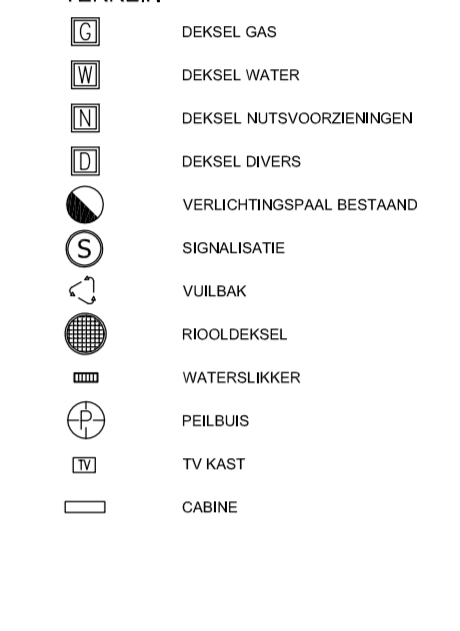 G DEKSEL GAS
W DEKSEL WATER
N DEKSEL NUTSVOORZIENINGEN
D DEKSEL DIVERS
VERLICHTINGSPAAL BESTAAND
S SIGNALISATIE
VUILBAK
RIOOLDEKSEL
WATERSLIKKER
P PEILBUIS
TV TV KAST
CABINE